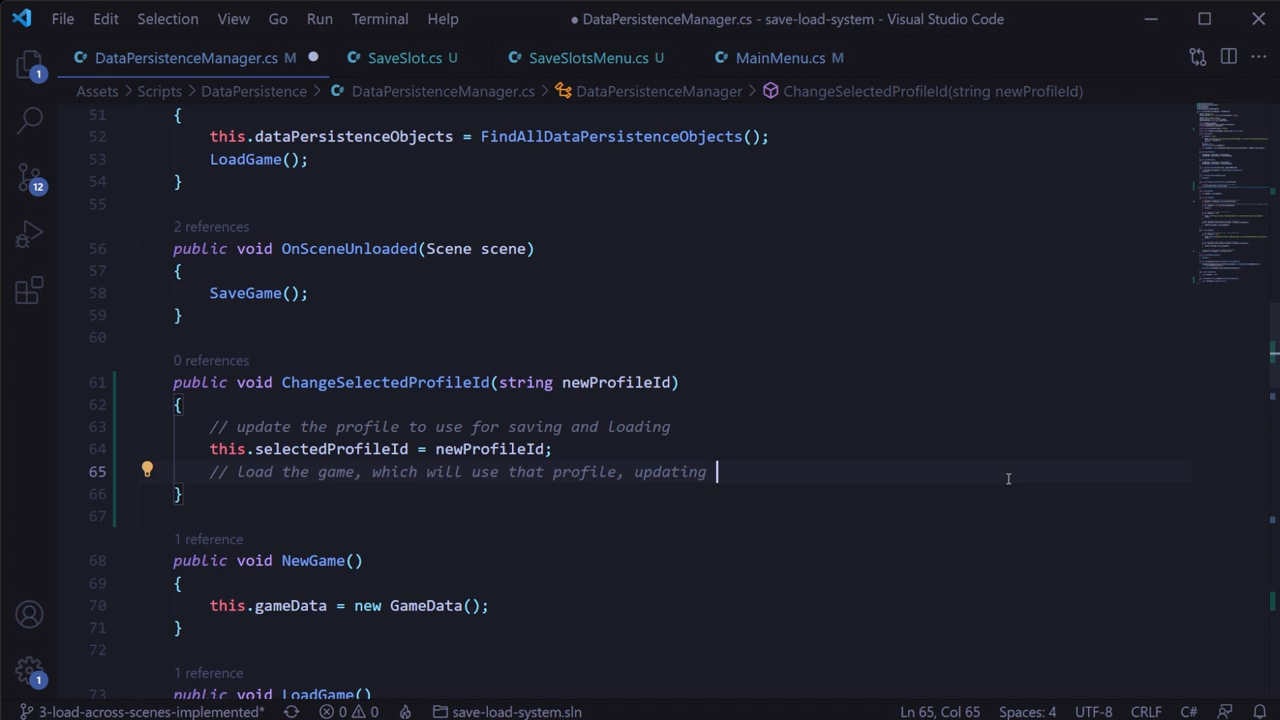 File Edit Selection View Go Run Terminal Help ● DataPersistenceManager.cs - save-load-system - Visual Studio Code
DataPersistenceManager.cs M SaveSlot.cs U SaveSlotsMenu.cs U MainMenu.cs M
Assets > Scripts > DataPersistence > DataPersistenceManager.cs > DataPersistenceManager > ChangeSelectedProfileId(string newProfileId)
1
12
1
51 {
52 this.dataPersistenceObjects = FindAllDataPersistenceObjects();
53 LoadGame();
54 }
55
2 references
56 public void OnSceneUnloaded(Scene scene)
57 {
58 SaveGame();
59 }
60
0 references
61 public void ChangeSelectedProfileId(string newProfileId)
62 {
63 // update the profile to use for saving and loading
64 this.selectedProfileId = newProfileId;
65 // load the game, which will use that profile, updating
66 }
67
1 reference
68 public void NewGame()
69 {
70 this.gameData = new GameData();
71 }
72
1 reference
73 public void LoadGame()
3-load-across-scenes-implemented* 0 0 save-load-system.sln Ln 65, Col 65 Spaces: 4 UTF-8 CRLF C#